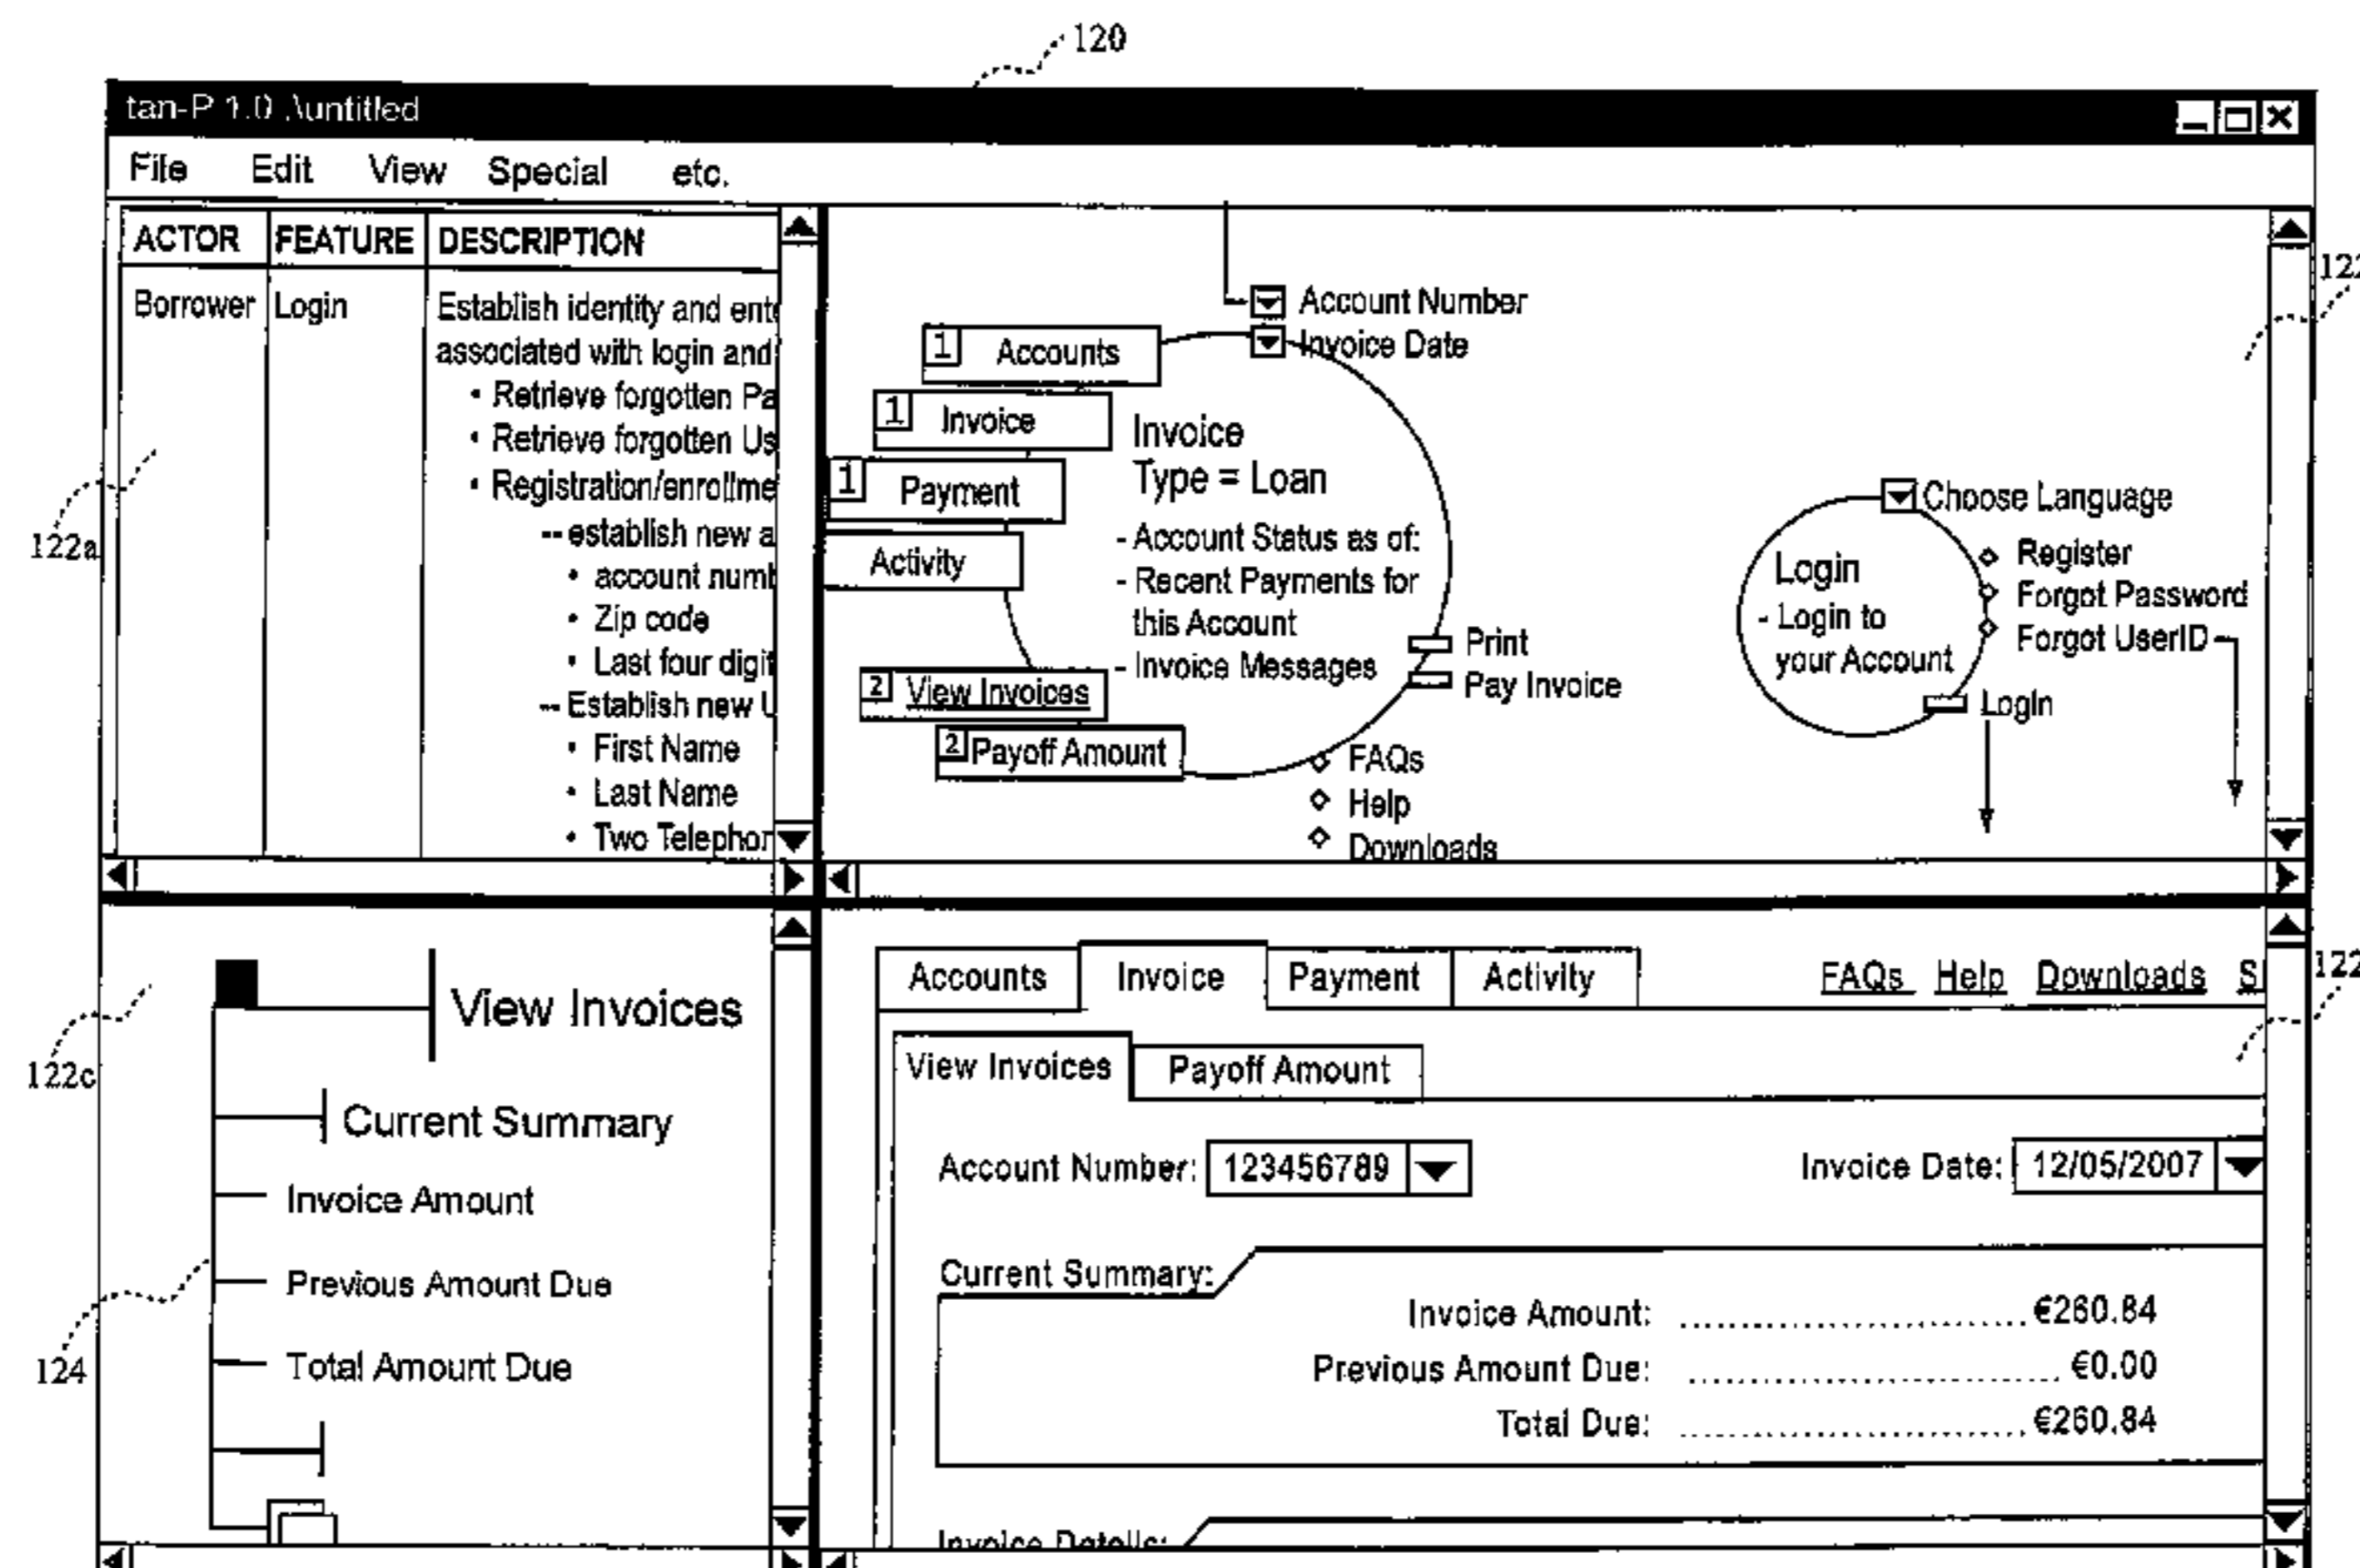 120
tan-P 1.0 .\untitled
File Edit View Special etc.
ACTOR FEATURE DESCRIPTION
Borrower Login Establish identity and ente
associated with login and
• Retrieve forgotten Pa
• Retrieve forgotten Us
• Registration/enrollme
-- establish new a
• account numb
• Zip code
• Last four digit
-- Establish new U
• First Name
• Last Name
• Two Telephor
122a
Account Number
Invoice Date
1 Accounts
1 Invoice
1 Payment
Activity
Invoice
Type = Loan
- Account Status as of:
- Recent Payments for
this Account
- Invoice Messages
2 View Invoices
2 Payoff Amount
Print
Pay Invoice
FAQs
Help
Downloads
Choose Language
Login
- Login to
your Account
Register
Forgot Password
Forgot UserID
Login
122
View Invoices
Current Summary
Invoice Amount
Previous Amount Due
Total Amount Due
122c
124
Accounts Invoice Payment Activity FAQs Help Downloads S
122
View Invoices Payoff Amount
Account Number: 123456789 Invoice Date: 12/05/2007
Current Summary:
Invoice Amount: €260.84
Previous Amount Due: €0.00
Total Due: €260.84
Invoice Details: